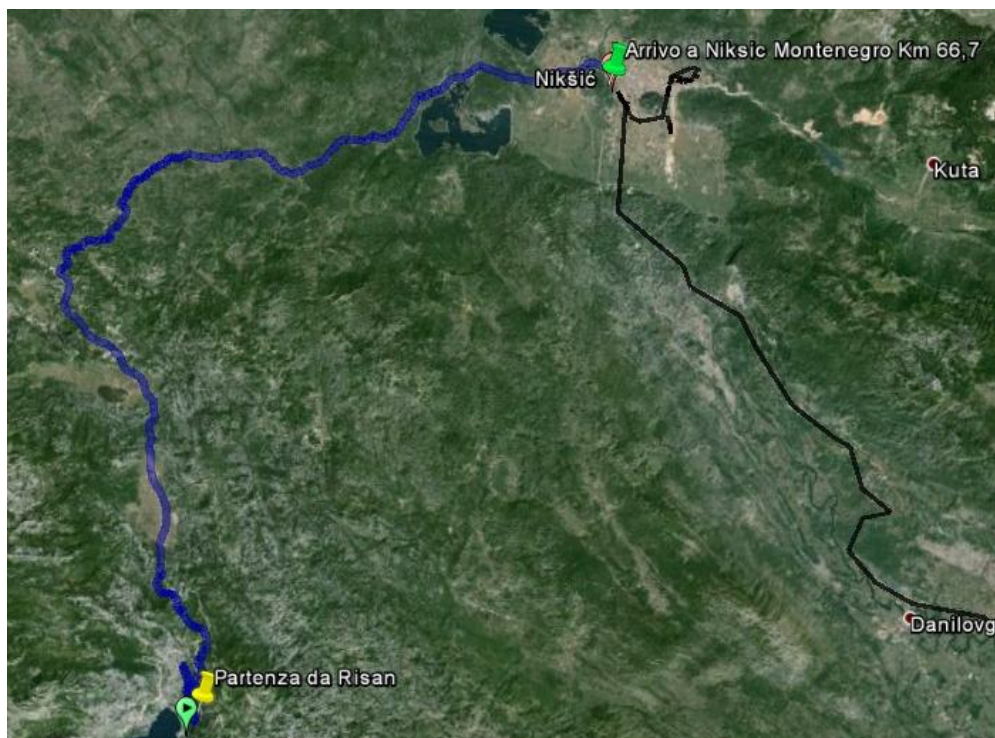 Arrivo a Niksic Montenegro Km 66,7
Nikšić
Kuta
Danilovg
Partenza da Risan